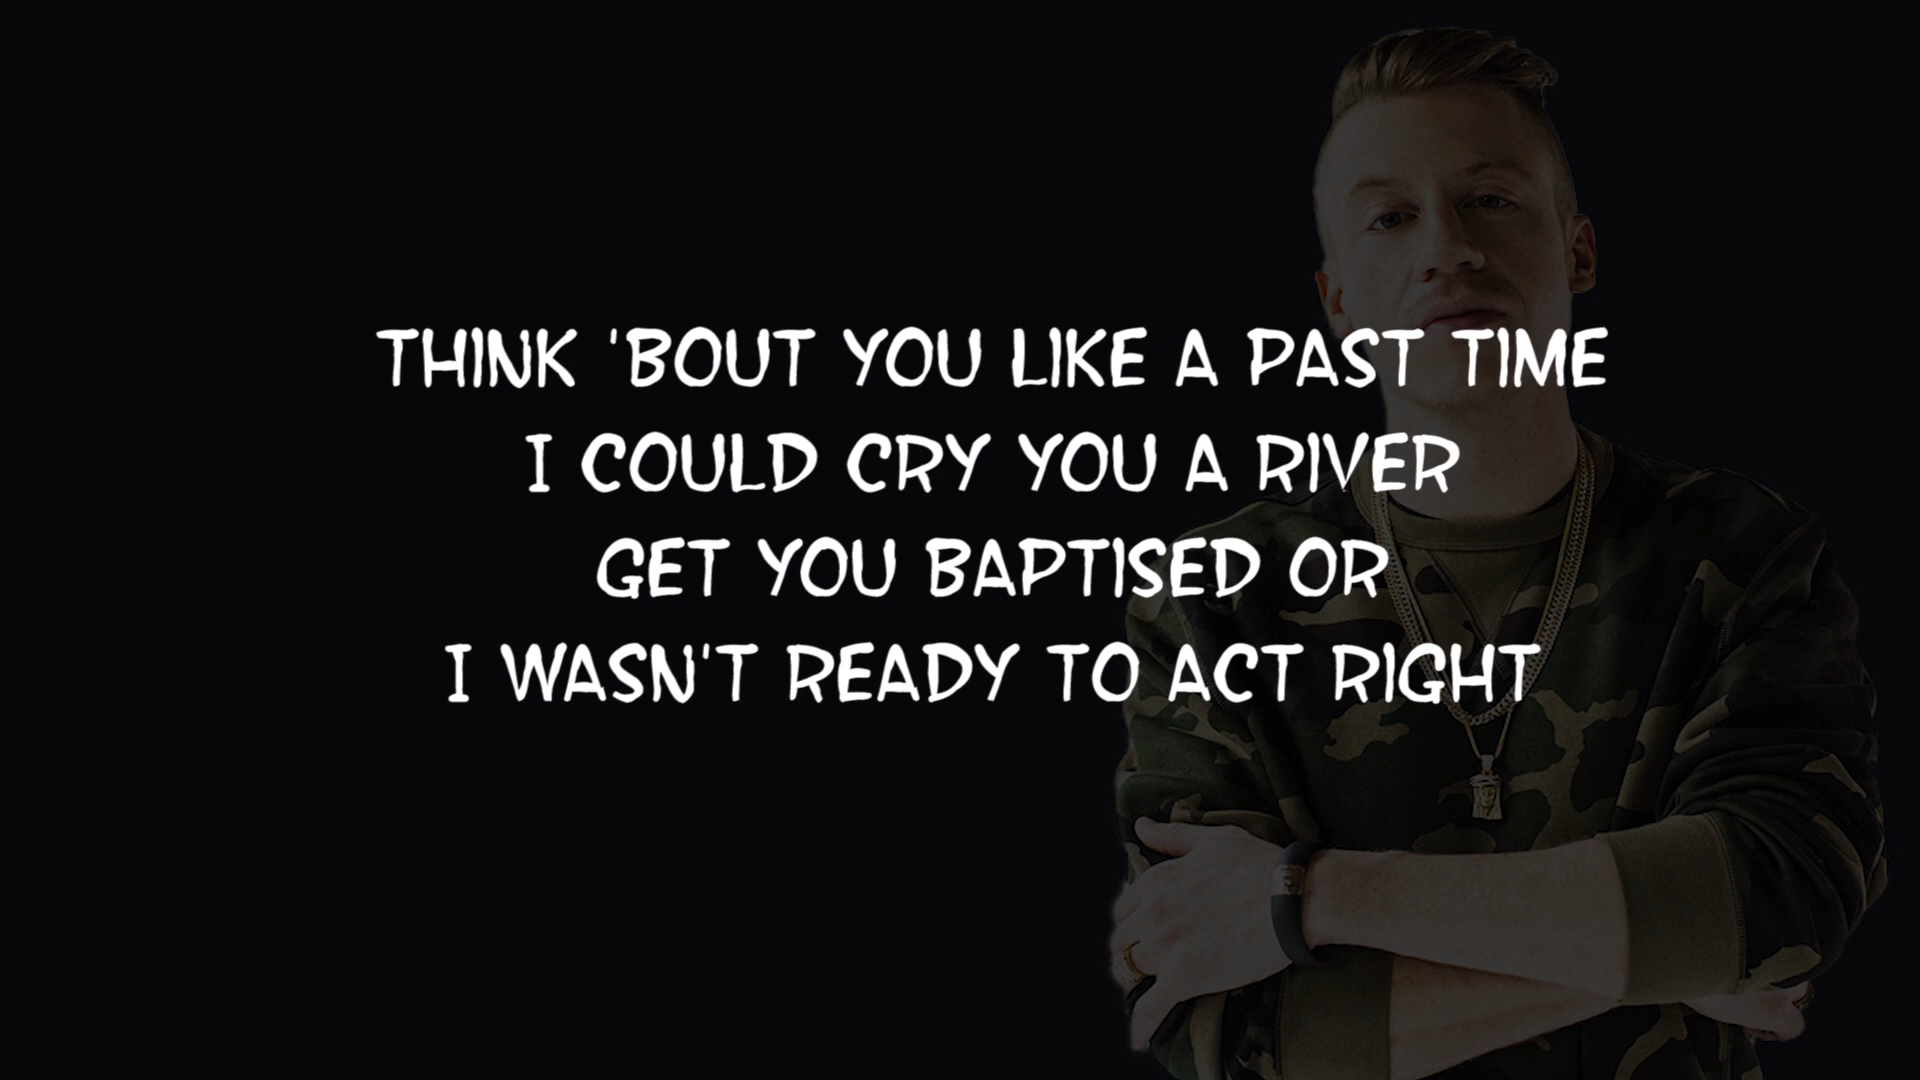 THINK 'BOUT YOU LIKE A PAST TIME
I COULD CRY YOU A RIVER
GET YOU BAPTISED OR
I WASN'T READY TO ACT RIGHT